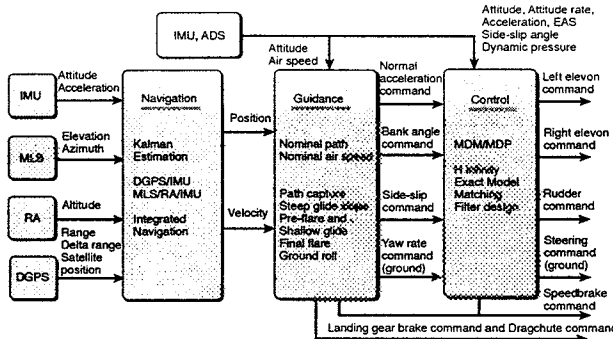 Attitude, Attitude rate,
Acceleration, EAS
Side-slip angle
Dynamic pressure
IMU, ADS
Attitude
Air speed
IMU
MLS
RA
DGPS
Attitude
Acceleration
Elevation
Azimuth
Altitude
Range
Delta range
Satellite
position
Navigation
Kalman
Estimation
DGPS/IMU
MLS/RA/IMU
Integrated
Navigation
Position
Velocity
Guidance
Nominal path
Nominal air speed
Path capture
Steep glide slope
Pre-flare and
Shallow glide
Final flare
Ground roll
Normal
acceleration
command
Bank angle
command
Side-slip
command
Yaw rate
command
(ground)
Control
MDM/MDP
H Infinity
Exact Model
Matching
Filter design
Left elevon
command
Right elevon
command
Rudder
command
Steering
command
(ground)
Speedbrake
command
Landing gear brake command and Dragchute command